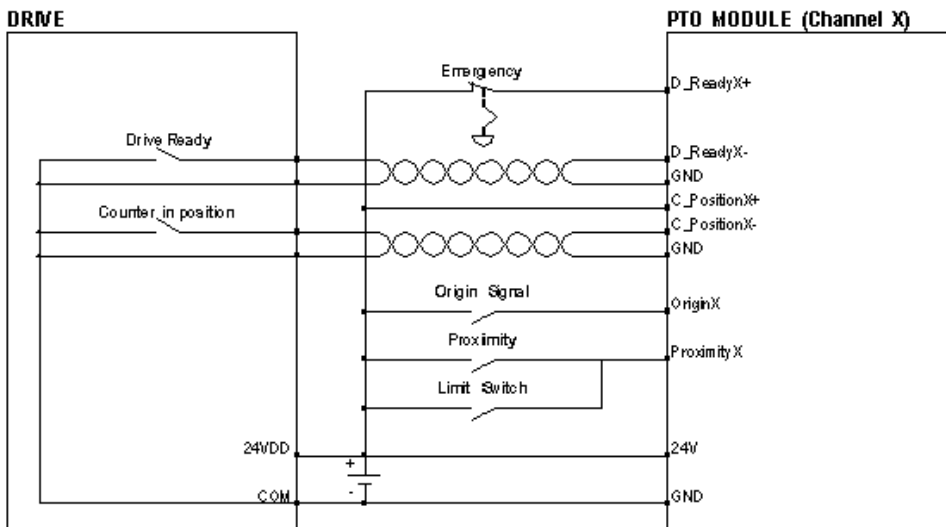 DRIVE
PTO MODULE (Channel X)
Emergency
D_ReadyX+
Drive Ready
D_ReadyX-
GND
C_PositionX+
Counter in position
C_PositionX-
GND
Origin Signal
OriginX
Proximity
ProximityX
Limit Switch
24VDD
+
24V
-
COM
GND